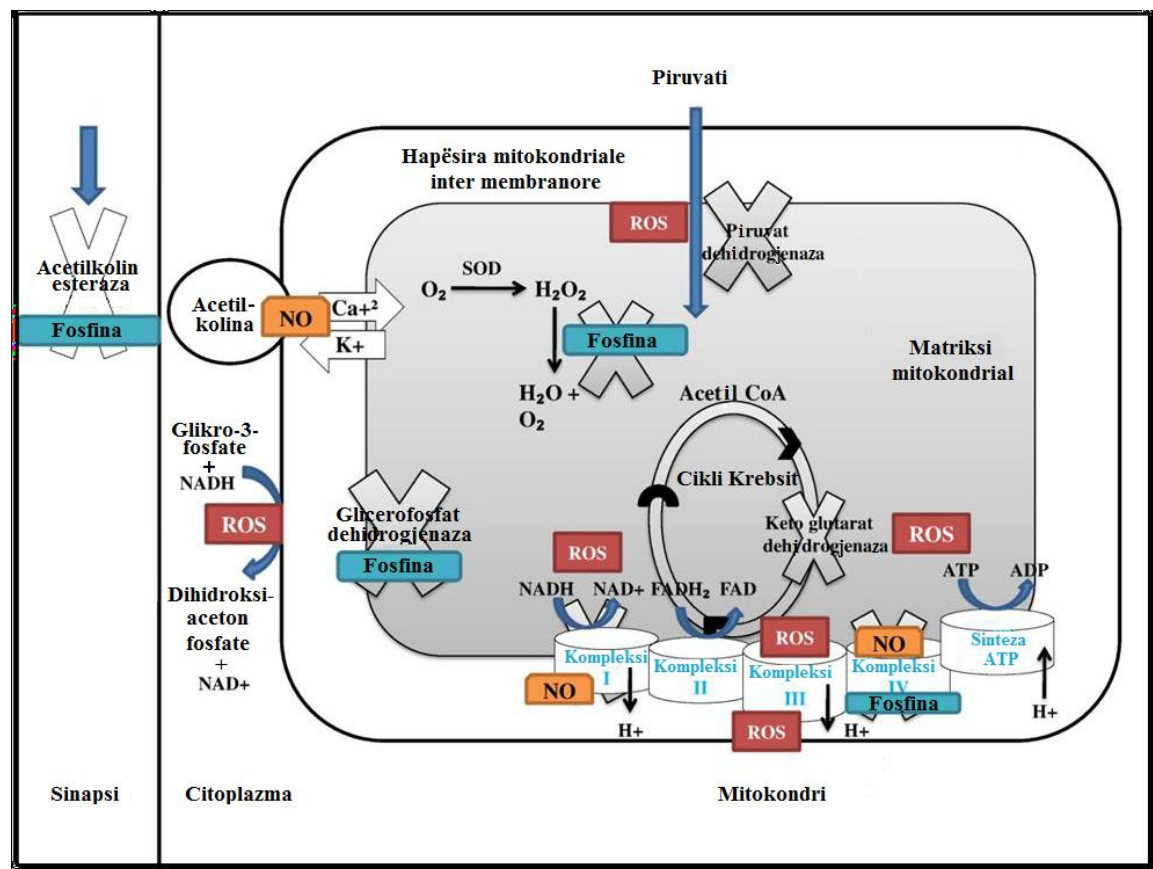 Piruvati
Hapësira mitokondriale
inter membranore
ROS
Piruvat
dehidrogjenaza
Acetilkolin
esteraza
Fosfina
Acetil-
kolina
NO
Ca+²
K+
SOD
O₂
H₂O₂
Fosfina
H₂O +
O₂
Matriksi
mitokondrial
Acetil CoA
Cikli Krebsit
Keto glutarat
dehidrogjenaza
Glikro-3-
fosfate
+
NADH
ROS
Dihidroksi-
aceton
fosfate
+
NAD+
Glicerofosfat
dehidrogjenaza
Fosfina
ROS
ROS
NADH NAD+ FADH₂ FAD
ATP ADP
Kompleksi
I
NO
H+
Kompleksi
II
ROS
Kompleksi
III
ROS
H+
NO
Kompleksi
IV
Fosfina
Sinteza
ATP
H+
Sinapsi
Citoplazma
Mitokondri